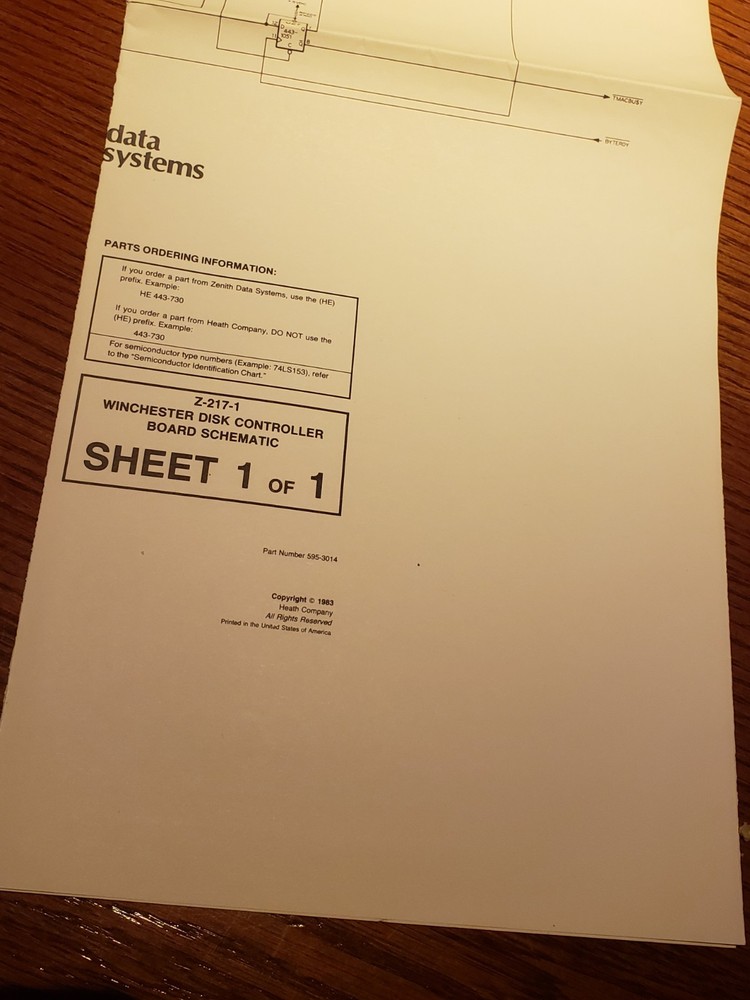 443-
1051
TMACBUSY
BYTERDY
data
systems
PARTS ORDERING INFORMATION:
If you order a part from Zenith Data Systems, use the (HE)
prefix. Example:
HE 443-730
If you order a part from Heath Company, DO NOT use the
(HE) prefix. Example:
443-730
For semiconductor type numbers (Example: 74LS153), refer
to the "Semiconductor Identification Chart."
Z-217-1
WINCHESTER DISK CONTROLLER
BOARD SCHEMATIC
SHEET 1 OF 1
Part Number 595-3014
Copyright © 1983
Heath Company
All Rights Reserved
Printed in the United States of America